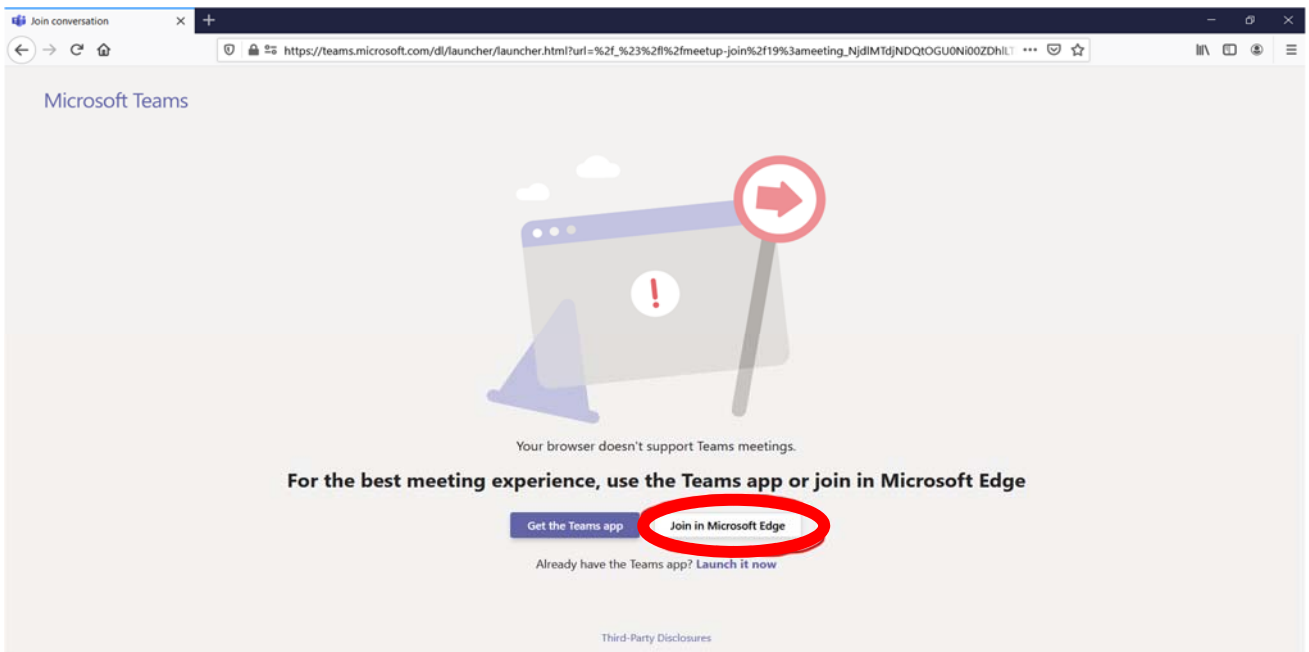 Join conversation
https://teams.microsoft.com/dl/launcher/launcher.html?url=%2f_%23%2fl%2fmeetup-join%2f19%3ameeting_NjdlMTdjNDQtOGU0Ni00ZDhlLT
Microsoft Teams
!
Your browser doesn't support Teams meetings.
For the best meeting experience, use the Teams app or join in Microsoft Edge
Get the Teams app
Join in Microsoft Edge
Already have the Teams app? Launch it now
Third-Party Disclosures